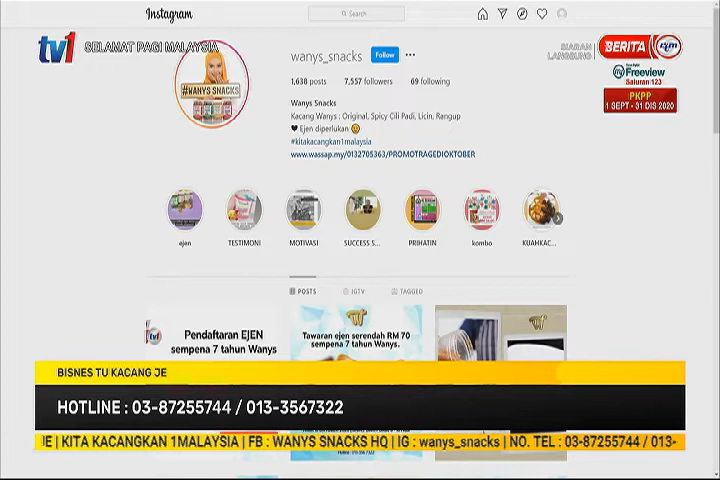 Instagram
Search
tv1 SELAMAT PAGI MALAYSIA
SIARAN
LANGSUNG
BERITA rtm
Freeview
Saluran 123
PKPP
1 SEPT - 31 DIS 2020
wanys_snacks Follow
1,638 posts 7,557 followers 69 following
#WANYS SNACKS
Wanys Snacks
Kacang Wanys : Original, Spicy Cili Padi, Licin, Rangup
Ejen diperlukan
#kitakacangkan1malaysia
www.wassap.my/0132705363/PROMOTRAGEDIOKTOBER
ejen TESTIMONI MOTIVASI SUCCESS S... PRIHATIN kombo KUAHKAC...
POSTS IGTV TAGGED
tv1
Pendaftaran EJEN
sempena 7 tahun Wanys
Tawaran ejen serendah RM 70
sempena 7 tahun Wanys.
BISNES TU KACANG JE
HOTLINE : 03-87255744 / 013-3567322
JE | KITA KACANGKAN 1MALAYSIA | FB : WANYS SNACKS HQ | IG : wanys_snacks | NO. TEL : 03-87255744 / 013-